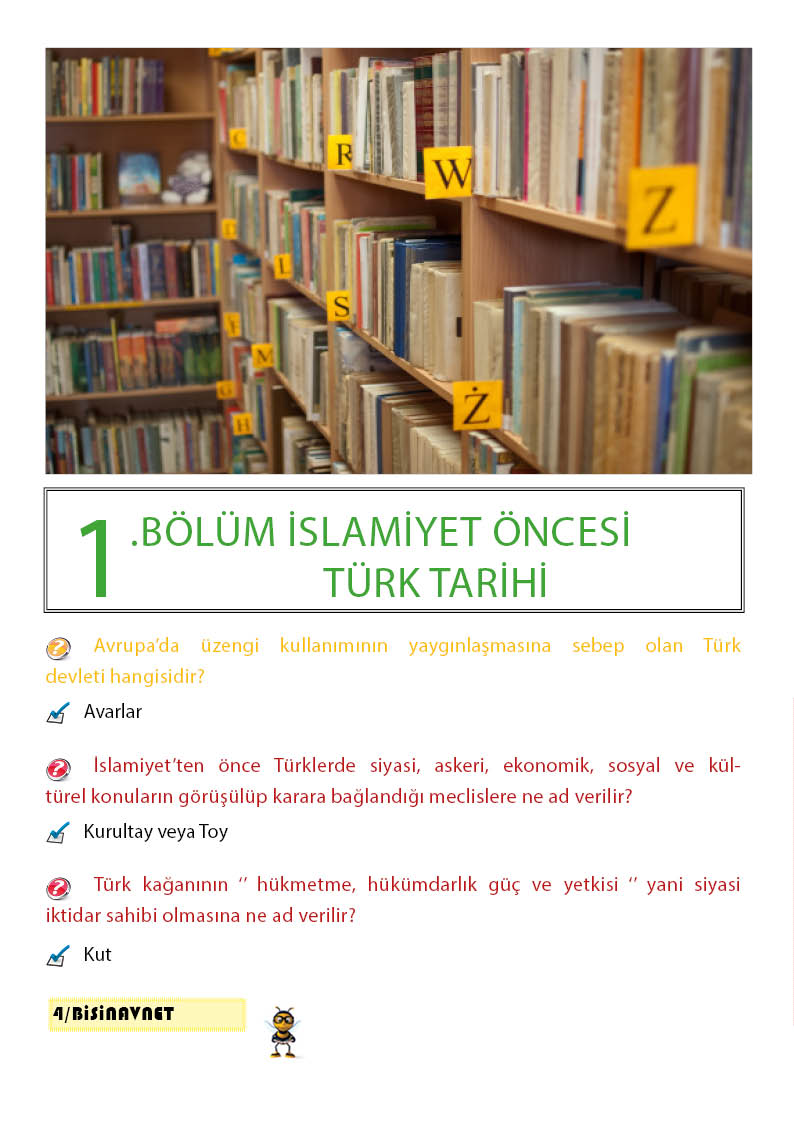 C
R
W
Z
D
L
S
F
M
Ż
G
H
1.BÖLÜM İSLAMİYET ÖNCESİ
TÜRK TARİHİ
Avrupa’da üzengi kullanımının yaygınlaşmasına sebep olan Türk
devleti hangisidir?
Avarlar
İslamiyet’ten önce Türklerde siyasi, askeri, ekonomik, sosyal ve kül-
türel konuların görüşülüp karara bağlandığı meclislere ne ad verilir?
Kurultay veya Toy
Türk kağanının ‘’ hükmetme, hükümdarlık güç ve yetkisi ‘’ yani siyasi
iktidar sahibi olmasına ne ad verilir?
Kut
4/BiSiNAVNET